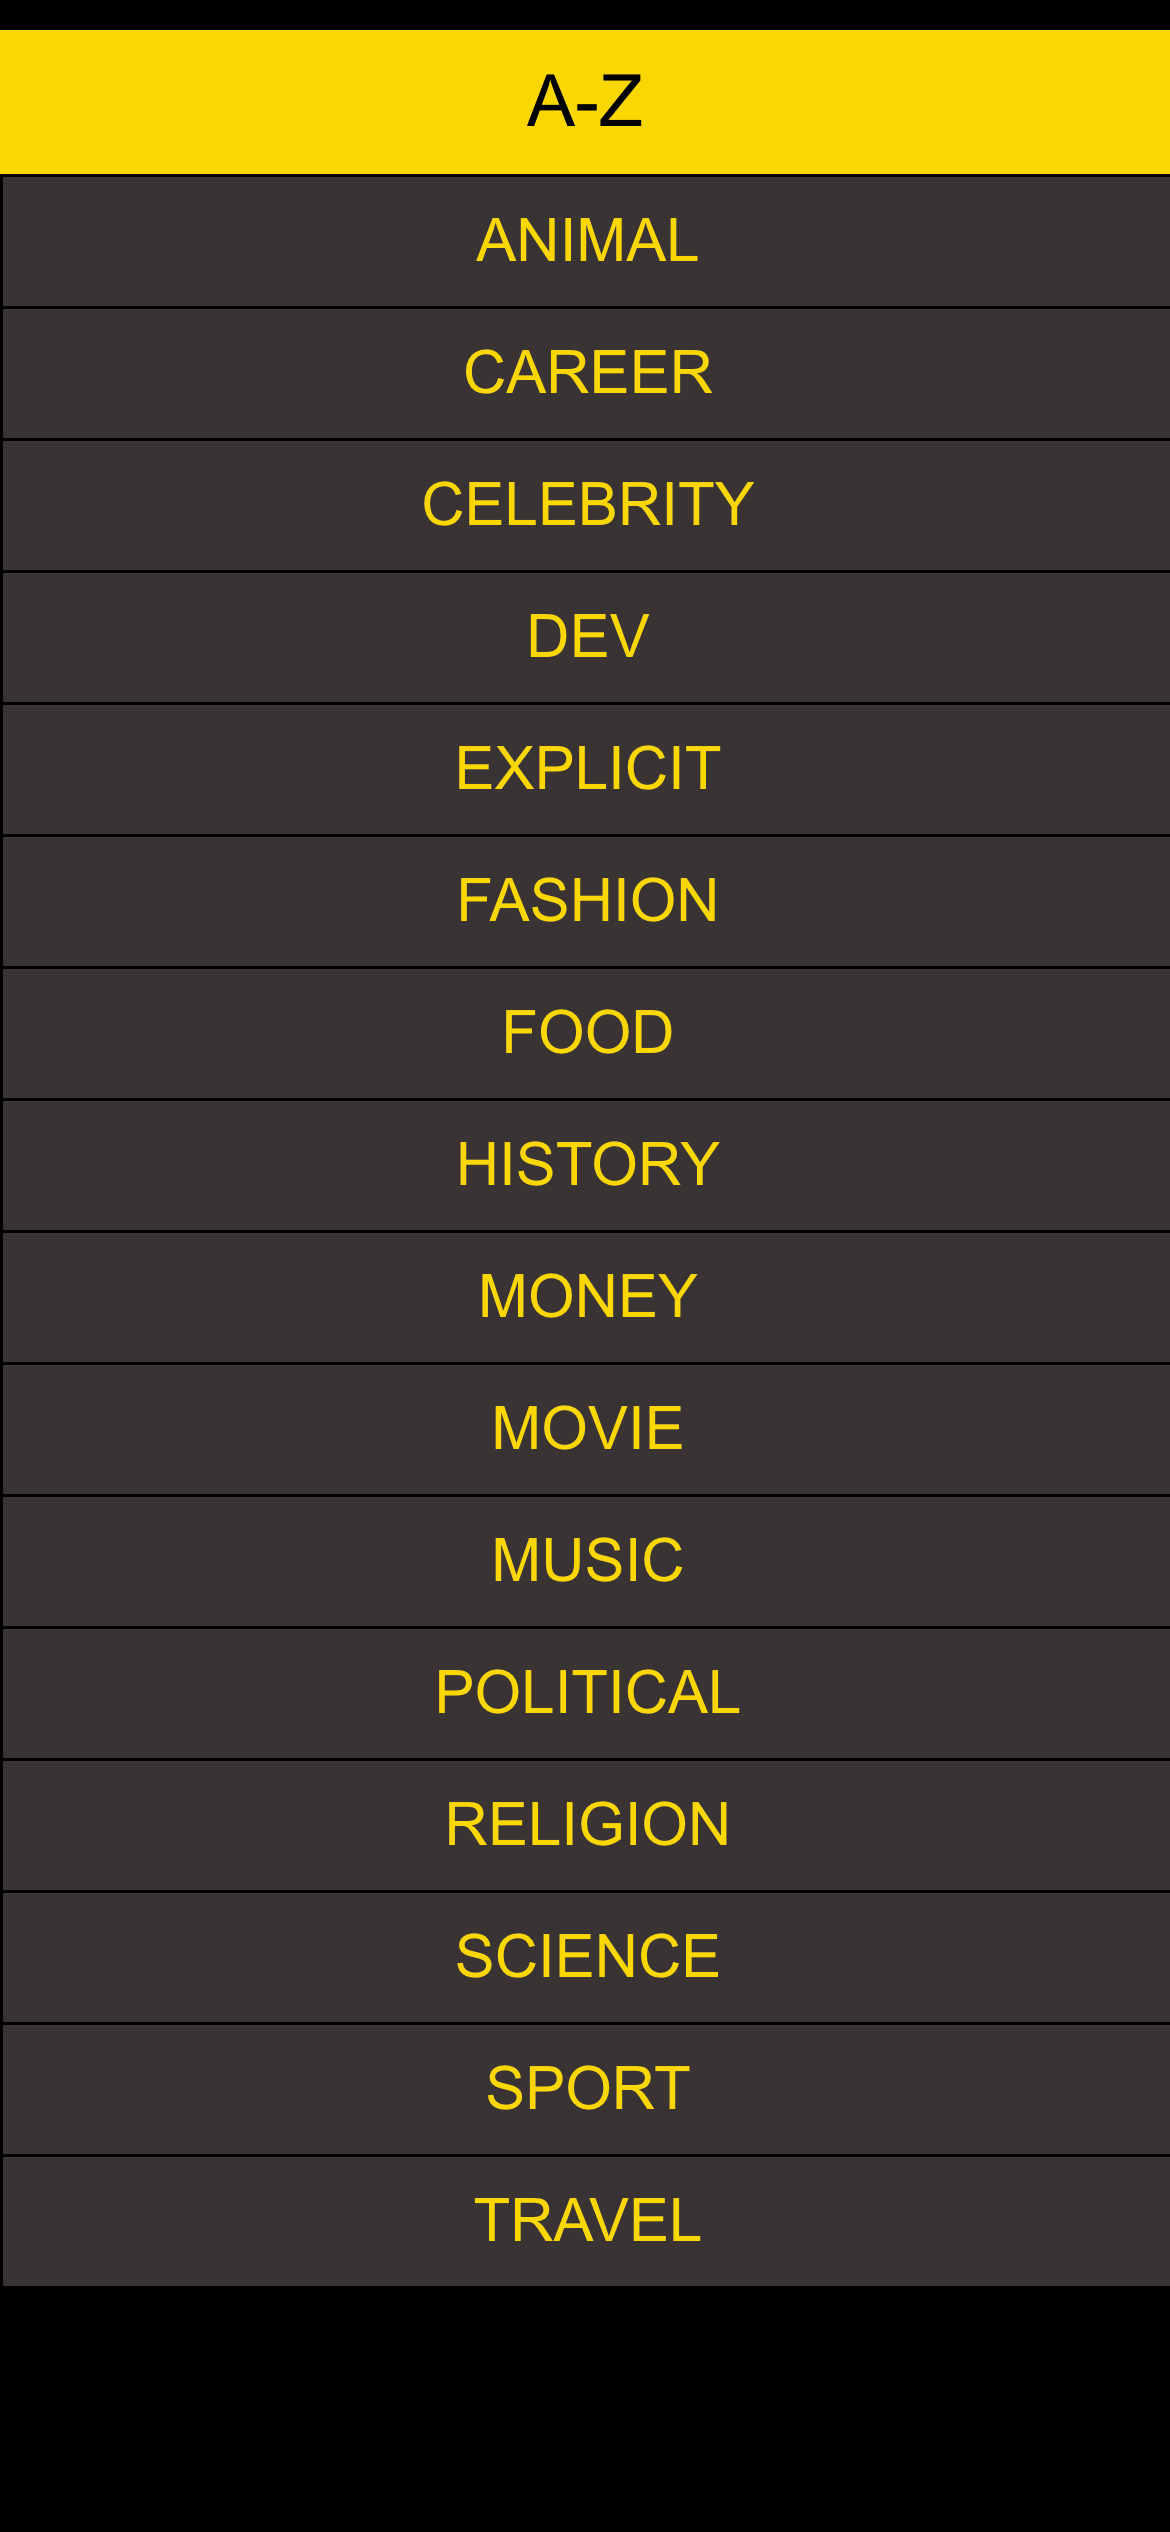 A-Z
ANIMAL
CAREER
CELEBRITY
DEV
EXPLICIT
FASHION
FOOD
HISTORY
MONEY
MOVIE
MUSIC
POLITICAL
RELIGION
SCIENCE
SPORT
TRAVEL